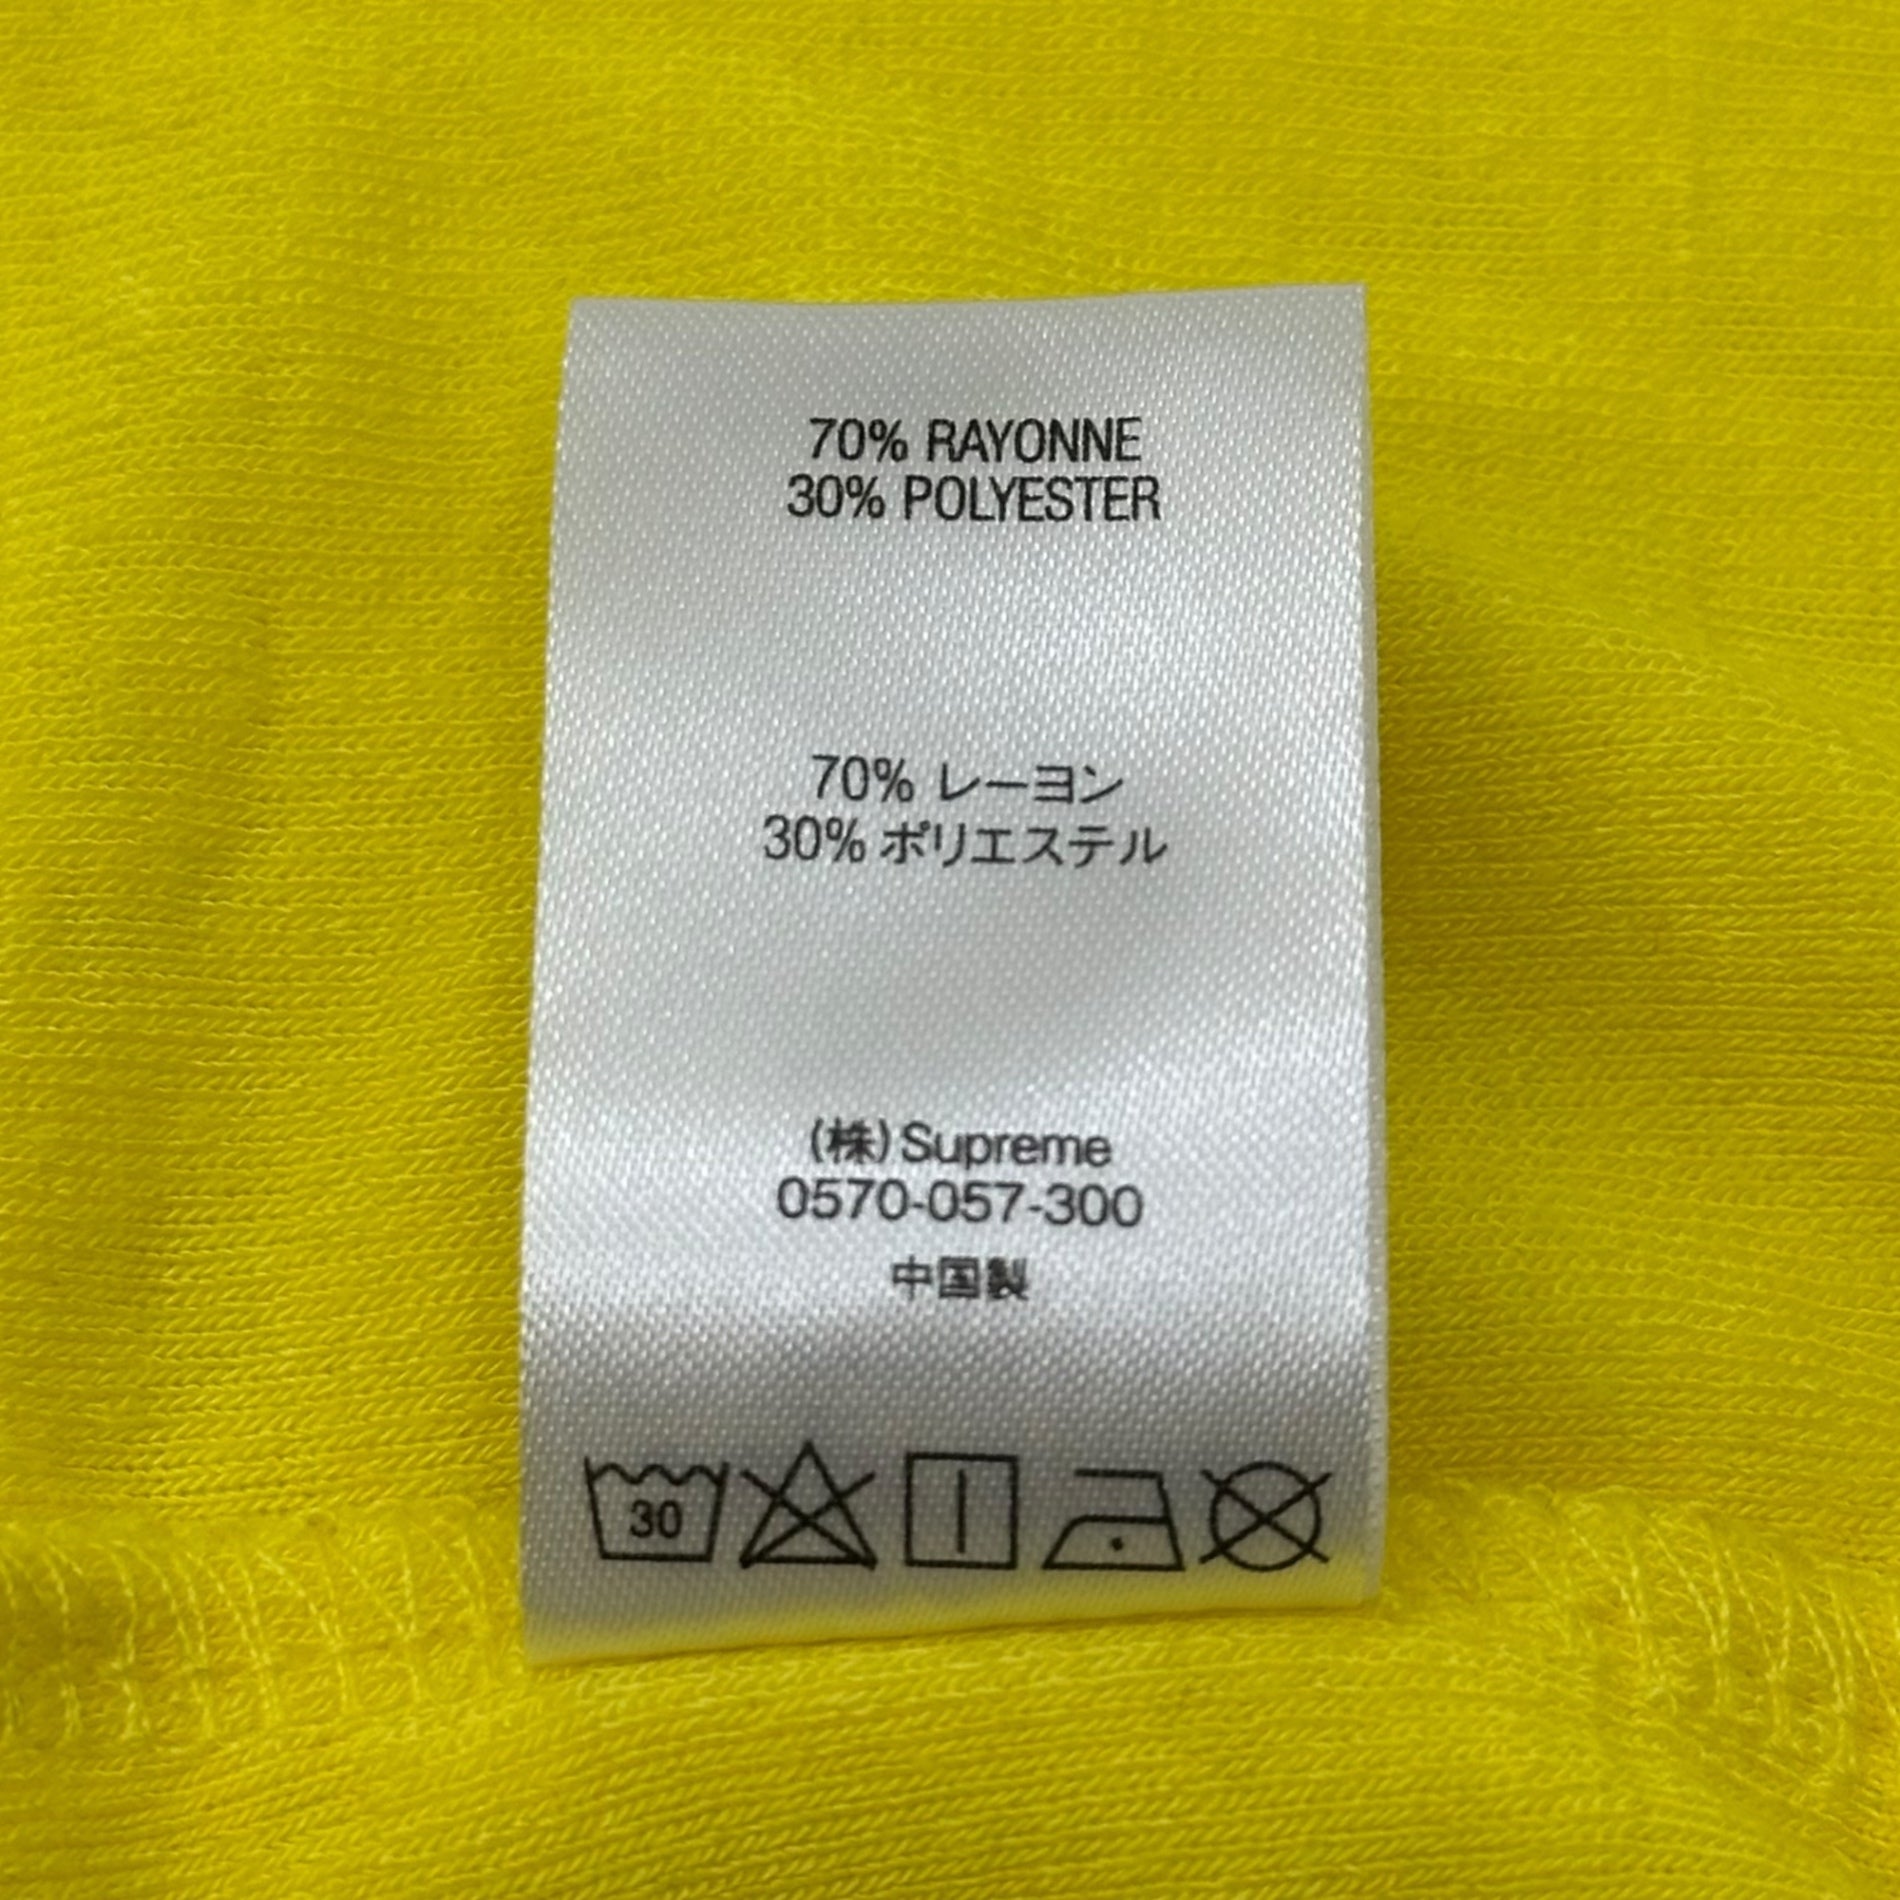 70% RAYONNE
30% POLYESTER
70% レーヨン
30% ポリエステル
(株)Supreme
0570-057-300
中国製
30